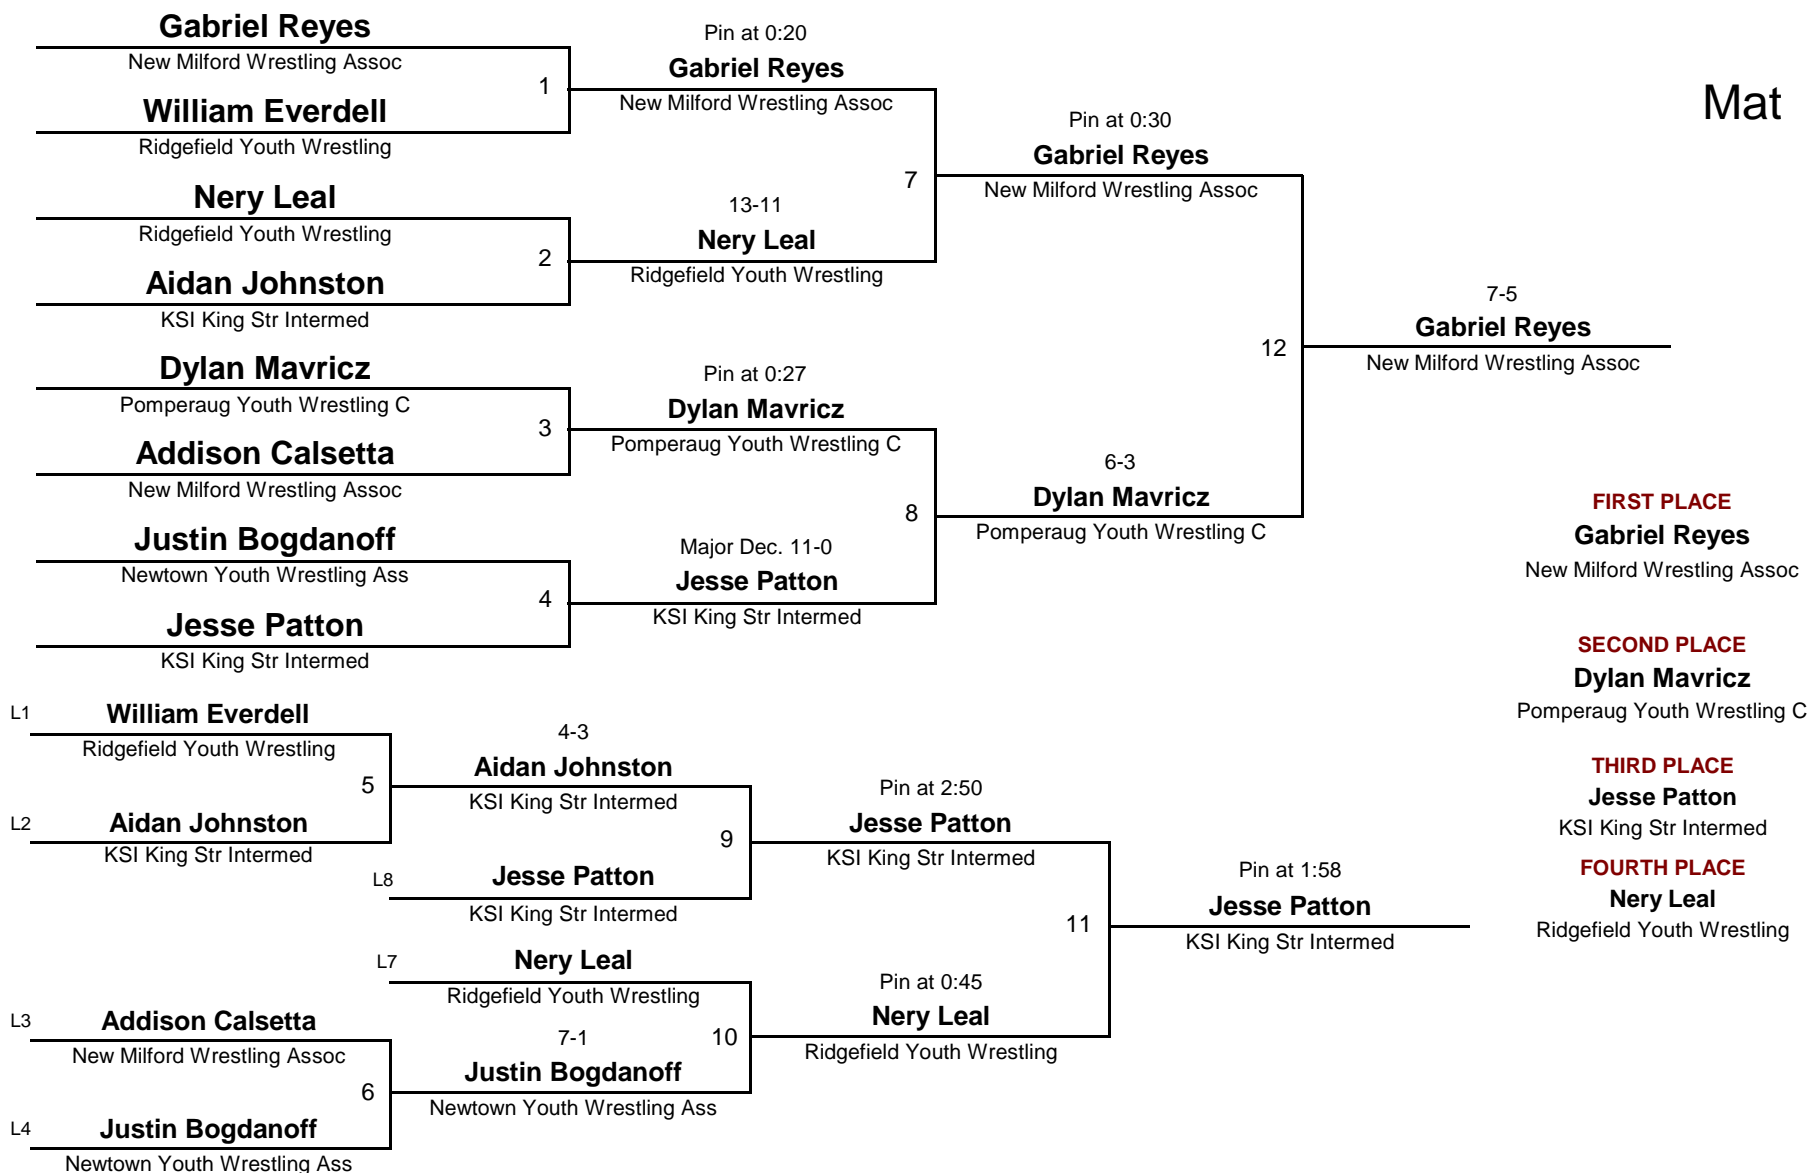 Gabriel Reyes
New Milford Wrestling Assoc
1
William Everdell
Ridgefield Youth Wrestling
Nery Leal
Ridgefield Youth Wrestling
2
Aidan Johnston
KSI King Str Intermed
Dylan Mavricz
Pomperaug Youth Wrestling C
3
Addison Calsetta
New Milford Wrestling Assoc
Justin Bogdanoff
Newtown Youth Wrestling Ass
4
Jesse Patton
KSI King Str Intermed
Pin at 0:20
Gabriel Reyes
New Milford Wrestling Assoc
7
13-11
Nery Leal
Ridgefield Youth Wrestling
Pin at 0:27
Dylan Mavricz
Pomperaug Youth Wrestling C
8
Major Dec. 11-0
Jesse Patton
KSI King Str Intermed
Pin at 0:30
Gabriel Reyes
New Milford Wrestling Assoc
12
6-3
Dylan Mavricz
Pomperaug Youth Wrestling C
7-5
Gabriel Reyes
New Milford Wrestling Assoc
Mat
FIRST PLACE
Gabriel Reyes
New Milford Wrestling Assoc
SECOND PLACE
Dylan Mavricz
Pomperaug Youth Wrestling C
THIRD PLACE
Jesse Patton
KSI King Str Intermed
FOURTH PLACE
Nery Leal
Ridgefield Youth Wrestling
L1
William Everdell
Ridgefield Youth Wrestling
5
L2
Aidan Johnston
KSI King Str Intermed
4-3
Aidan Johnston
KSI King Str Intermed
9
L8
Jesse Patton
KSI King Str Intermed
L7
Nery Leal
Ridgefield Youth Wrestling
10
7-1
Justin Bogdanoff
Newtown Youth Wrestling Ass
L3
Addison Calsetta
New Milford Wrestling Assoc
6
L4
Justin Bogdanoff
Newtown Youth Wrestling Ass
Pin at 2:50
Jesse Patton
KSI King Str Intermed
11
Pin at 0:45
Nery Leal
Ridgefield Youth Wrestling
Pin at 1:58
Jesse Patton
KSI King Str Intermed